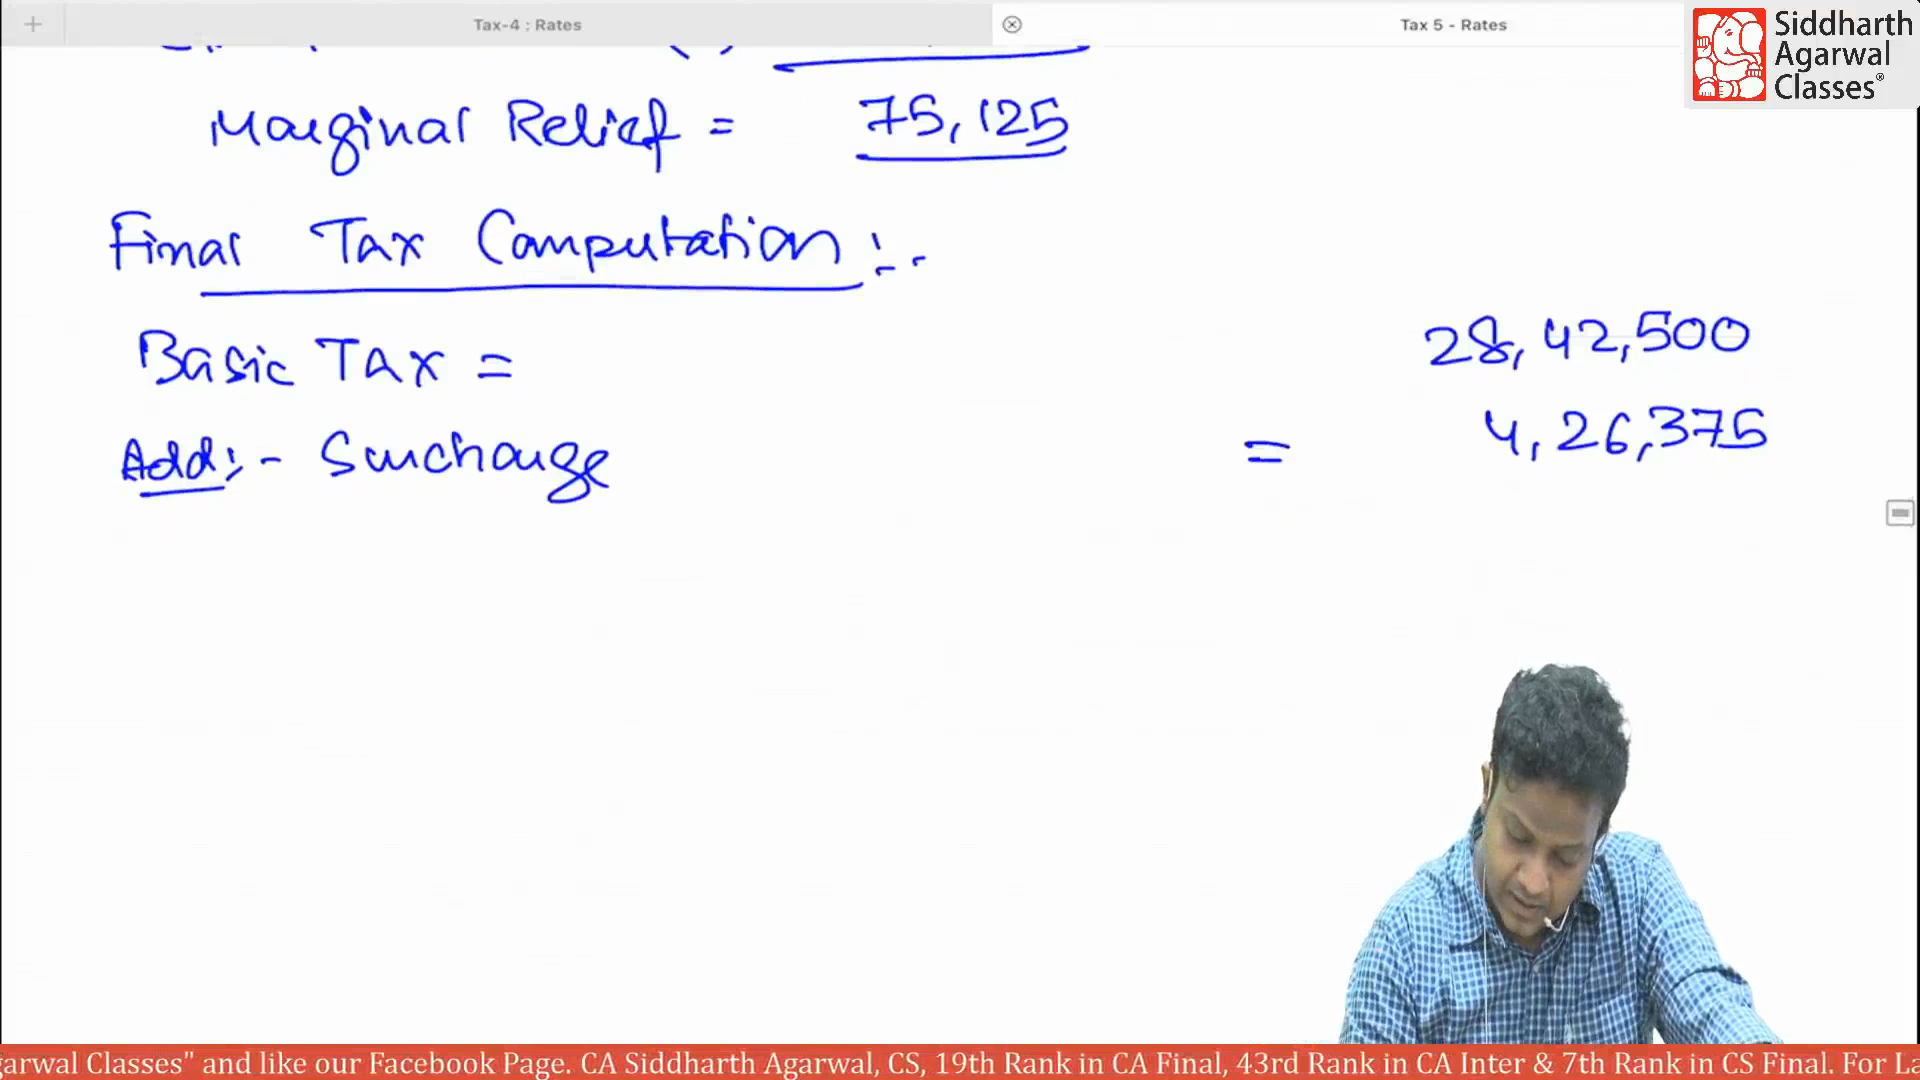 Tax-4 : Rates
Tax 5 - Rates
Siddharth
Agarwal
Classes®
Marginal Relief = 75,125
Final Tax Computation :-
Basic Tax = 28,42,500
Add:- Surcharge = 4,26,375
garwal Classes" and like our Facebook Page. CA Siddharth Agarwal, CS, 19th Rank in CA Final, 43rd Rank in CA Inter & 7th Rank in CS Final. For La